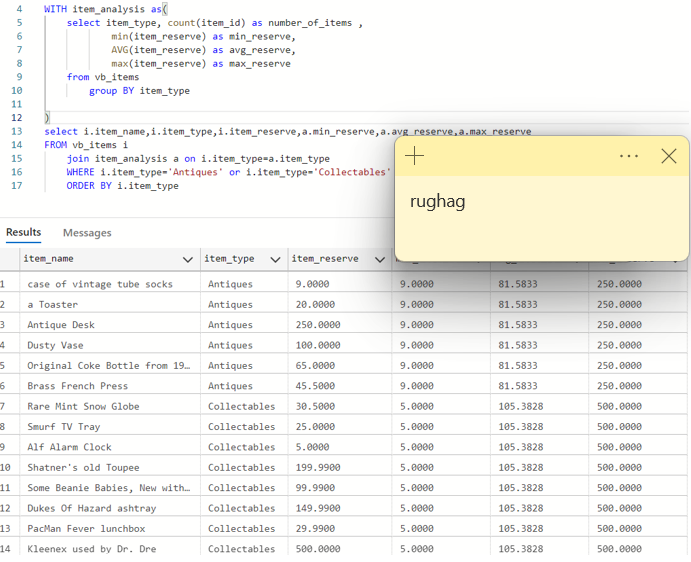 4 WITH item_analysis as(
5 select item_type, count(item_id) as number_of_items ,
6 min(item_reserve) as min_reserve,
7 AVG(item_reserve) as avg_reserve,
8 max(item_reserve) as max_reserve
9 from vb_items
10 group BY item_type
11
12 )
13 select i.item_name,i.item_type,i.item_reserve,a.min_reserve,a.avg_reserve,a.max_reserve
14 FROM vb_items i
15 join item_analysis a on i.item_type=a.item_type
16 WHERE i.item_type='Antiques' or i.item_type='Collectables'
17 ORDER BY i.item_type
rughag
Results Messages
item_name item_type item_reserve
1 case of vintage tube socks Antiques 9.0000 9.0000 81.5833 250.0000
2 a Toaster Antiques 20.0000 9.0000 81.5833 250.0000
3 Antique Desk Antiques 250.0000 9.0000 81.5833 250.0000
4 Dusty Vase Antiques 100.0000 9.0000 81.5833 250.0000
5 Original Coke Bottle from 19… Antiques 65.0000 9.0000 81.5833 250.0000
6 Brass French Press Antiques 45.5000 9.0000 81.5833 250.0000
7 Rare Mint Snow Globe Collectables 30.5000 5.0000 105.3828 500.0000
8 Smurf TV Tray Collectables 25.0000 5.0000 105.3828 500.0000
9 Alf Alarm Clock Collectables 5.0000 5.0000 105.3828 500.0000
10 Shatner's old Toupee Collectables 199.9900 5.0000 105.3828 500.0000
11 Some Beanie Babies, New with… Collectables 99.9900 5.0000 105.3828 500.0000
12 Dukes Of Hazard ashtray Collectables 149.9900 5.0000 105.3828 500.0000
13 PacMan Fever lunchbox Collectables 29.9900 5.0000 105.3828 500.0000
14 Kleenex used by Dr. Dre Collectables 500.0000 5.0000 105.3828 500.0000